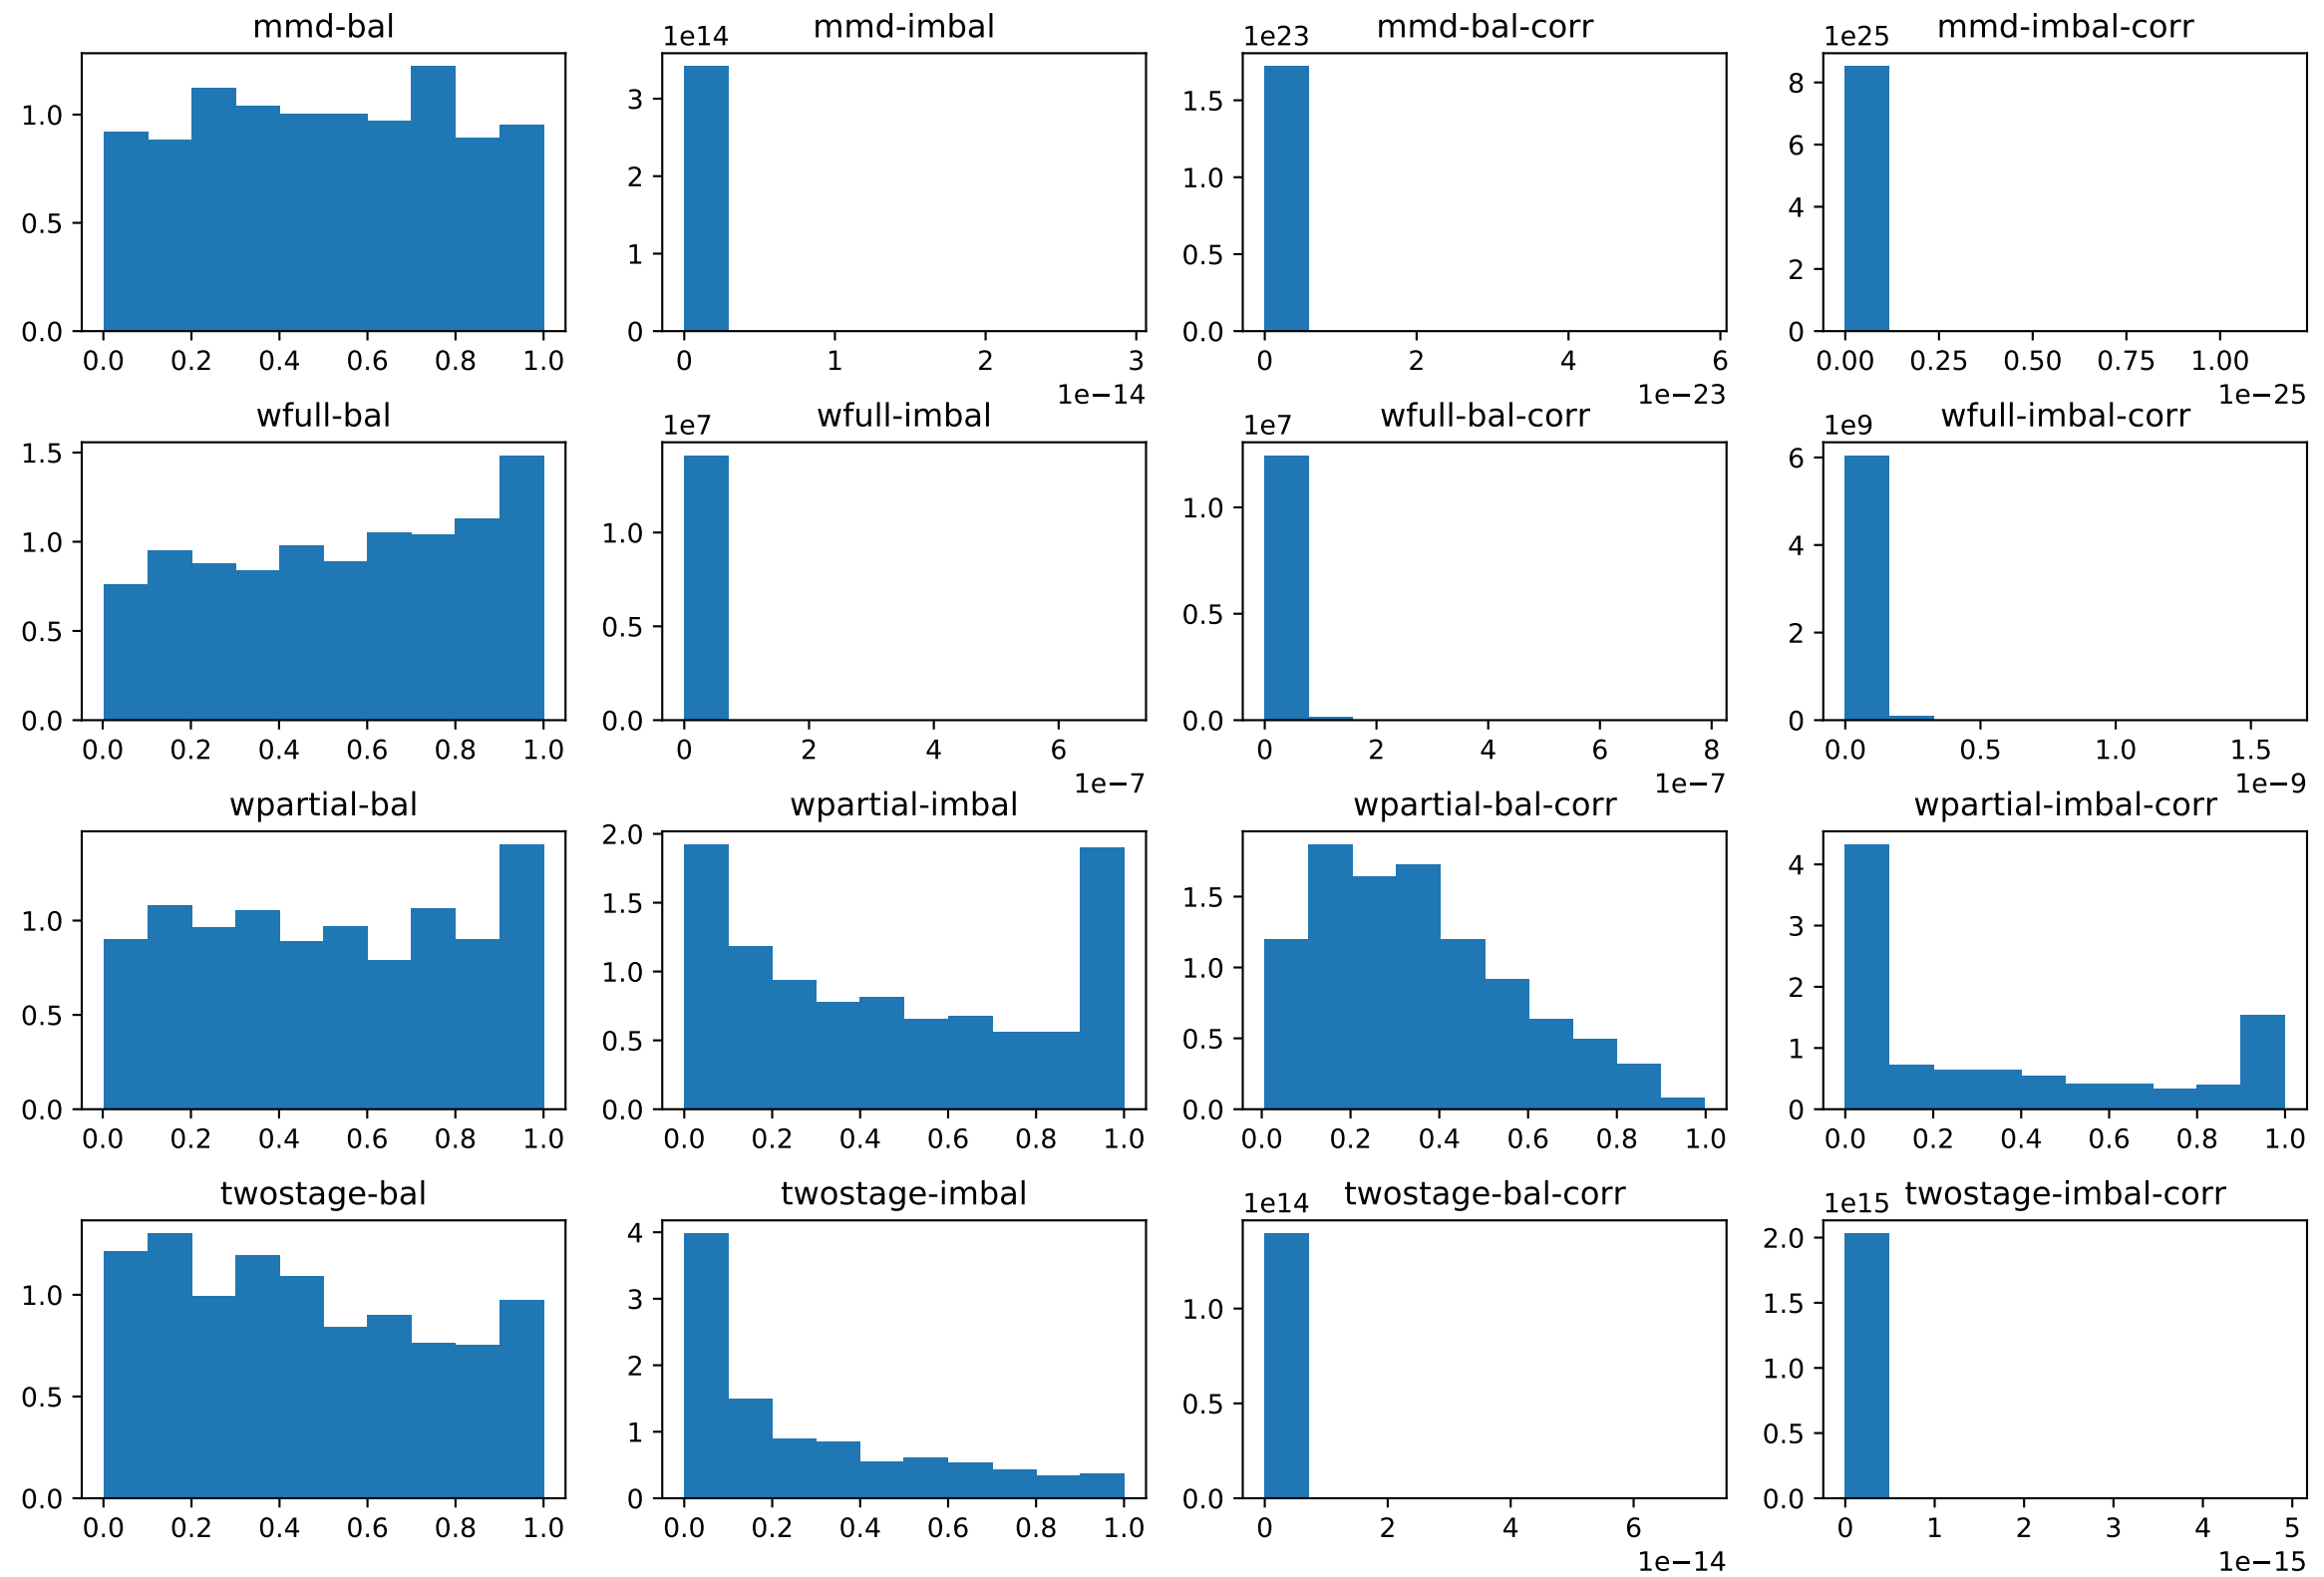 mmd-bal
0.0
0.5
1.0
0.0 0.2 0.4 0.6 0.8 1.0
mmd-imbal
1e14
0
1
2
3
0 1 2 3
1e−14
mmd-bal-corr
1e23
0.0
0.5
1.0
1.5
0 2 4 6
1e−23
mmd-imbal-corr
1e25
0
2
4
6
8
0.00 0.25 0.50 0.75 1.00
1e−25
wfull-bal
0.0
0.5
1.0
1.5
0.0 0.2 0.4 0.6 0.8 1.0
wfull-imbal
1e7
0.0
0.5
1.0
0 2 4 6
1e−7
wfull-bal-corr
1e7
0.0
0.5
1.0
0 2 4 6 8
1e−7
wfull-imbal-corr
1e9
0
2
4
6
0.0 0.5 1.0 1.5
1e−9
wpartial-bal
0.0
0.5
1.0
0.0 0.2 0.4 0.6 0.8 1.0
wpartial-imbal
0.0
0.5
1.0
1.5
2.0
0.0 0.2 0.4 0.6 0.8 1.0
wpartial-bal-corr
0.0
0.5
1.0
1.5
0.0 0.2 0.4 0.6 0.8 1.0
wpartial-imbal-corr
0
1
2
3
4
0.0 0.2 0.4 0.6 0.8 1.0
twostage-bal
0.0
0.5
1.0
0.0 0.2 0.4 0.6 0.8 1.0
twostage-imbal
0
1
2
3
4
0.0 0.2 0.4 0.6 0.8 1.0
twostage-bal-corr
1e14
0.0
0.5
1.0
0 2 4 6
1e−14
twostage-imbal-corr
1e15
0.0
0.5
1.0
1.5
2.0
0 1 2 3 4 5
1e−15